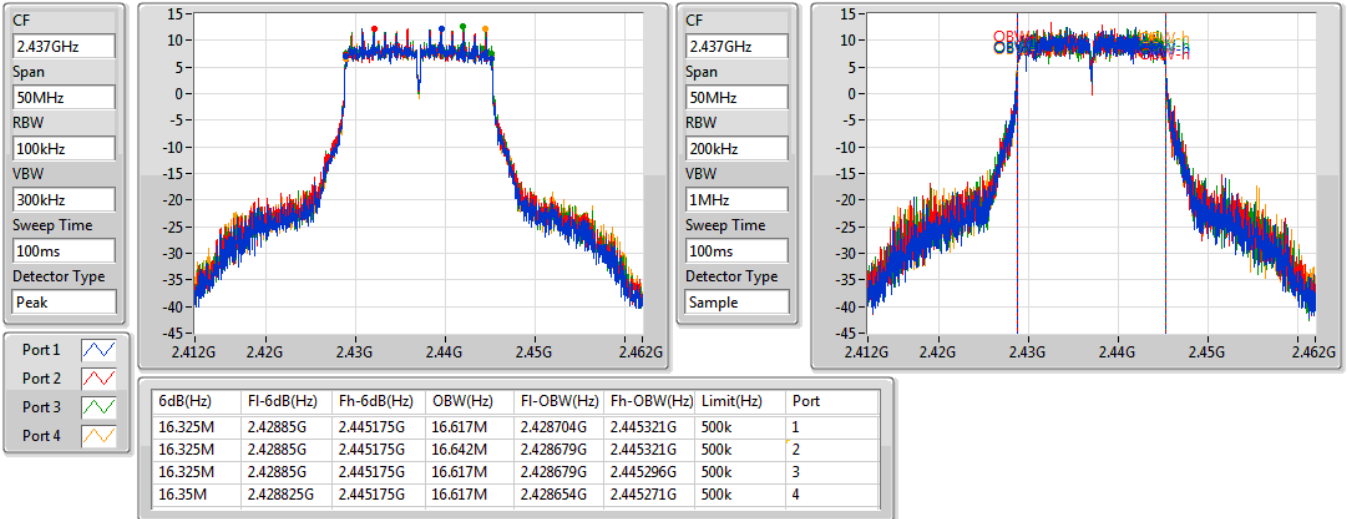 CF
2.437GHz
Span
50MHz
RBW
100kHz
VBW
300kHz
Sweep Time
100ms
Detector Type
Peak
15
10
5
0
-5
-10
-15
-20
-25
-30
-35
-40
-45
2.412G 2.42G 2.43G 2.44G 2.45G 2.462G
CF
2.437GHz
Span
50MHz
RBW
200kHz
VBW
1MHz
Sweep Time
100ms
Detector Type
Sample
15
10
5
0
-5
-10
-15
-20
-25
-30
-35
-40
-45
2.412G 2.42G 2.43G 2.44G 2.45G 2.462G
Port 1
Port 2
Port 3
Port 4
6dB(Hz) Fl-6dB(Hz) Fh-6dB(Hz) OBW(Hz) Fl-OBW(Hz) Fh-OBW(Hz) Limit(Hz) Port
16.325M 2.42885G 2.445175G 16.617M 2.428704G 2.445321G 500k 1
16.325M 2.42885G 2.445175G 16.642M 2.428679G 2.445321G 500k 2
16.325M 2.42885G 2.445175G 16.617M 2.428679G 2.445296G 500k 3
16.35M 2.428825G 2.445175G 16.617M 2.428654G 2.445271G 500k 4